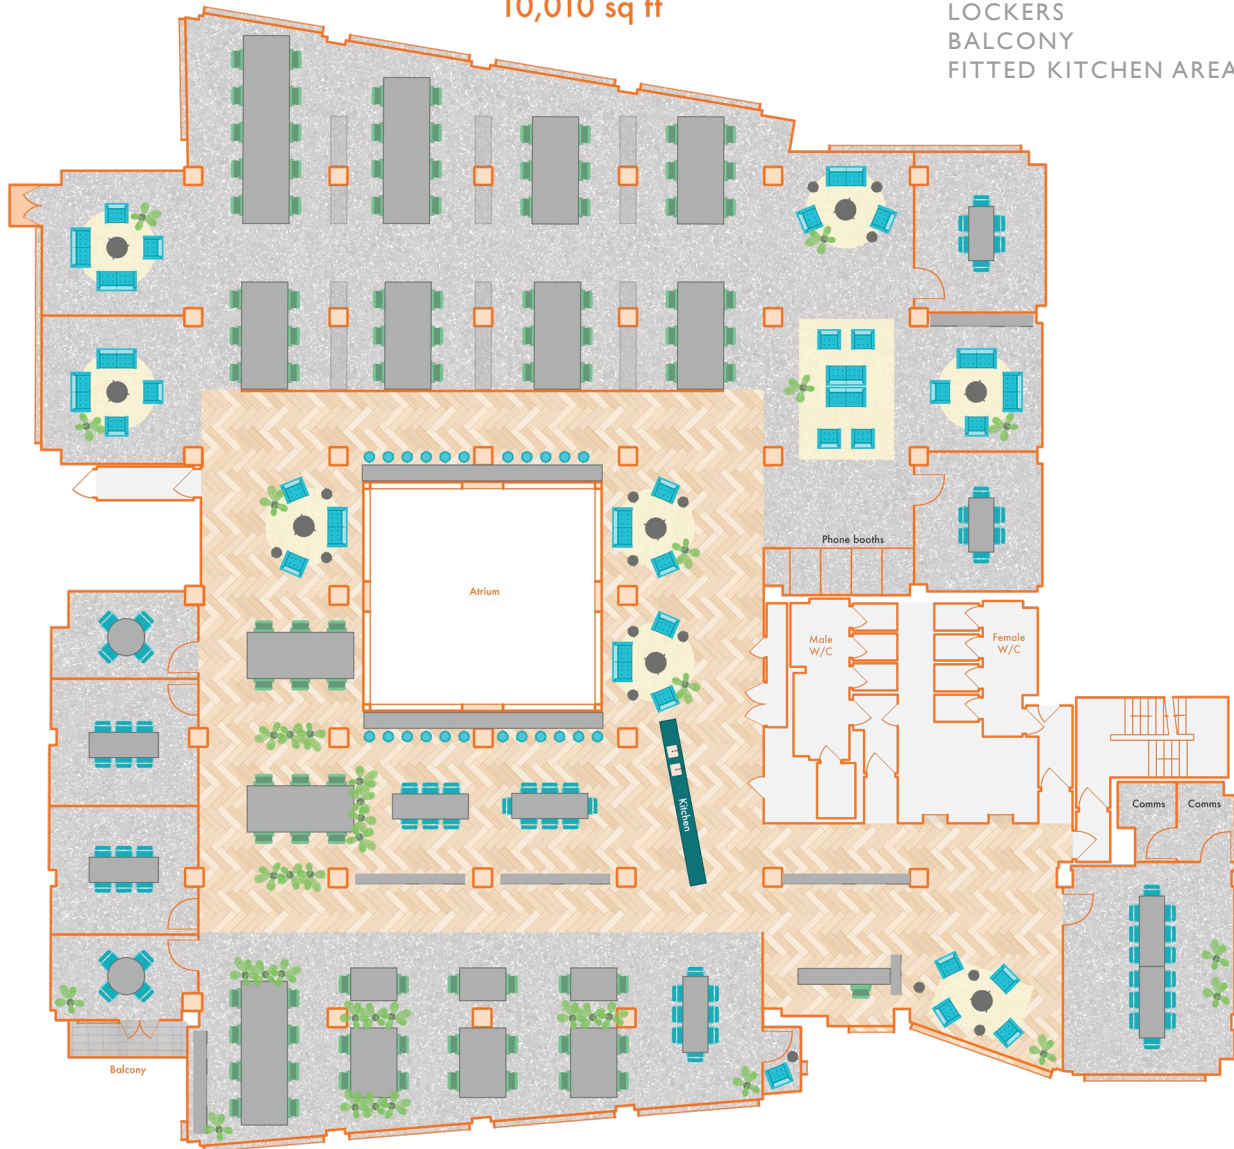 10,010 sq ft
LOCKERS
BALCONY
FITTED KITCHEN AREA
Phone booths
Atrium
Male
W/C
Female
W/C
Kitchen
Comms
Comms
Balcony